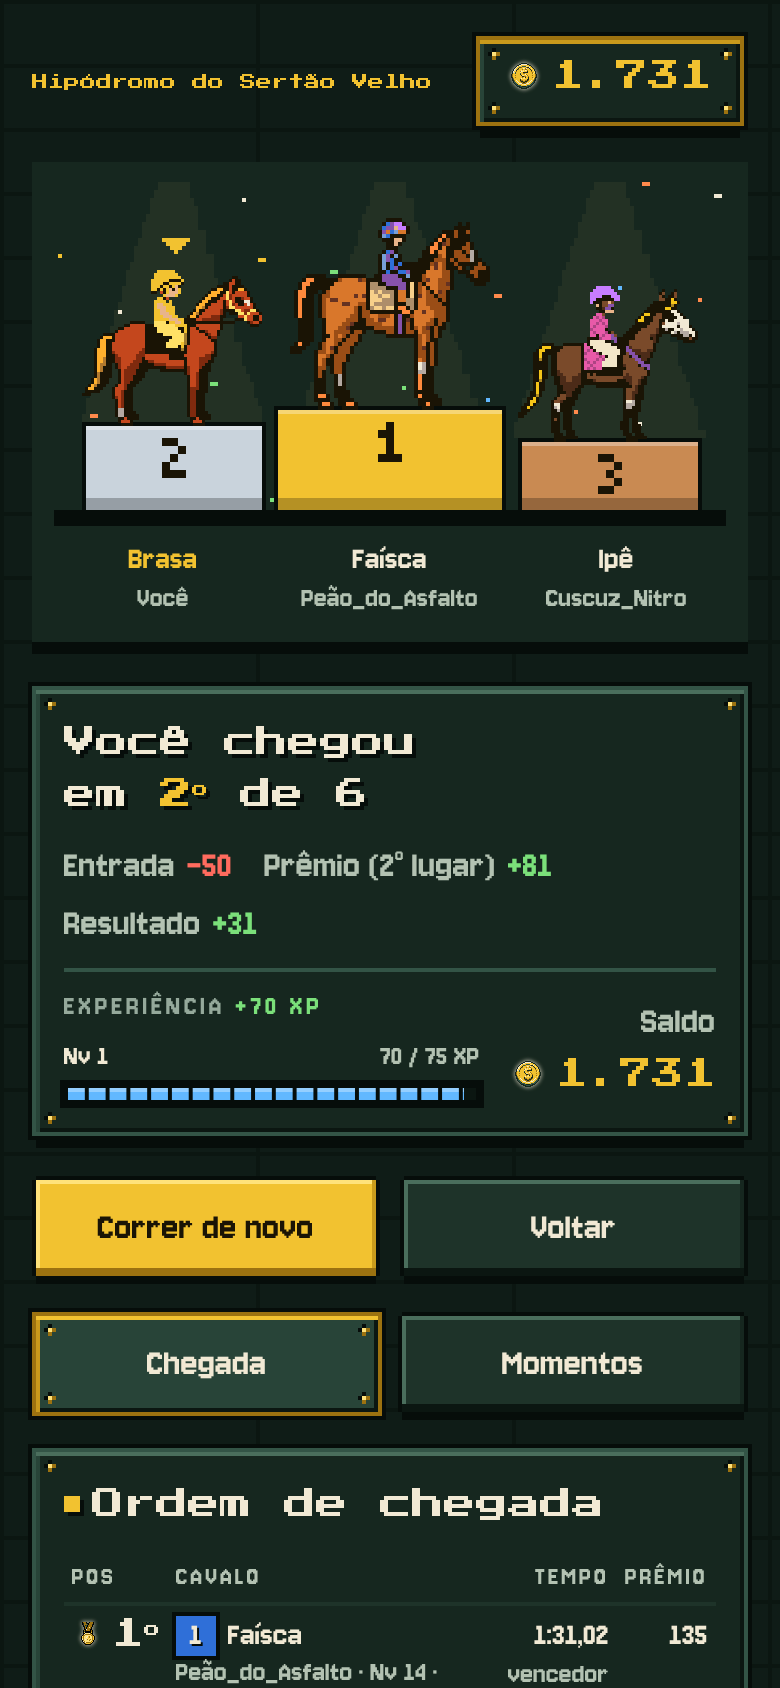 Hipódromo do Sertão Velho
1.731
2
1
3
Brasa
Faísca
Ipê
Você
Peão_do_Asfalto
Cuscuz_Nitro
Você chegou
em 2º de 6
Entrada -50 Prêmio (2º lugar) +81
Resultado +31
EXPERIÊNCIA +70 XP
Saldo
Nv 1
70 / 75 XP
1.731
Correr de novo
Voltar
Chegada
Momentos
Ordem de chegada
POS CAVALO TEMPO PRÊMIO
1º 1 Faísca 1:31,02 135
Peão_do_Asfalto · Nv 14 · vencedor